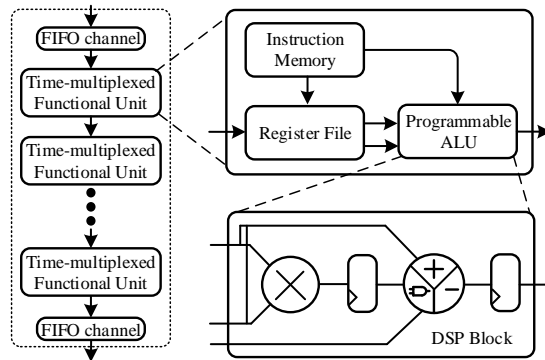 FIFO channel
Time-multiplexed
Functional Unit
Time-multiplexed
Functional Unit
Time-multiplexed
Functional Unit
FIFO channel
Instruction
Memory
Register File
Programmable
ALU
DSP Block